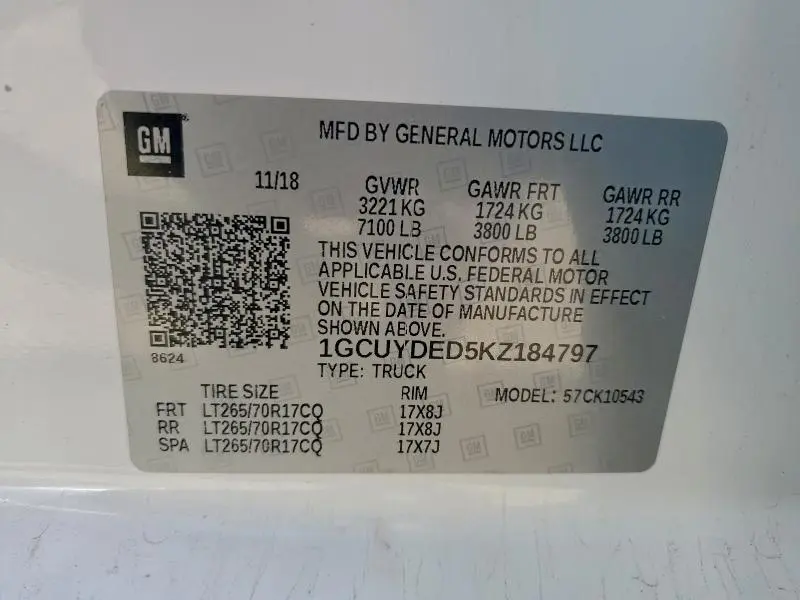 GM
MFD BY GENERAL MOTORS LLC
11/18
GVWR GAWR FRT GAWR RR
3221 KG 1724 KG 1724 KG
7100 LB 3800 LB 3800 LB
THIS VEHICLE CONFORMS TO ALL
APPLICABLE U.S. FEDERAL MOTOR
VEHICLE SAFETY STANDARDS IN EFFECT
ON THE DATE OF MANUFACTURE
SHOWN ABOVE.
8624
1GCUYDED5KZ184797
TYPE: TRUCK
TIRE SIZE RIM MODEL: 57CK10543
FRT LT265/70R17CQ 17X8J
RR LT265/70R17CQ 17X8J
SPA LT265/70R17CQ 17X7J